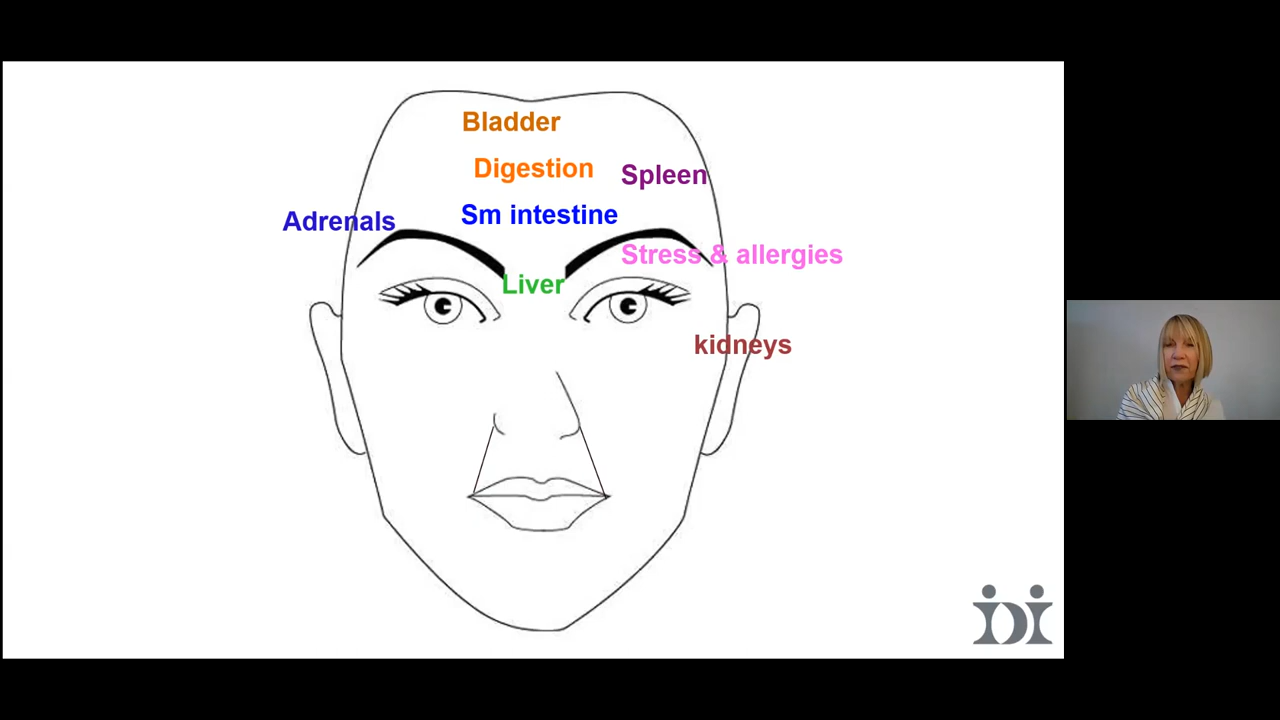 Bladder
Digestion
Spleen
Adrenals
Sm intestine
Stress & allergies
Liver
kidneys